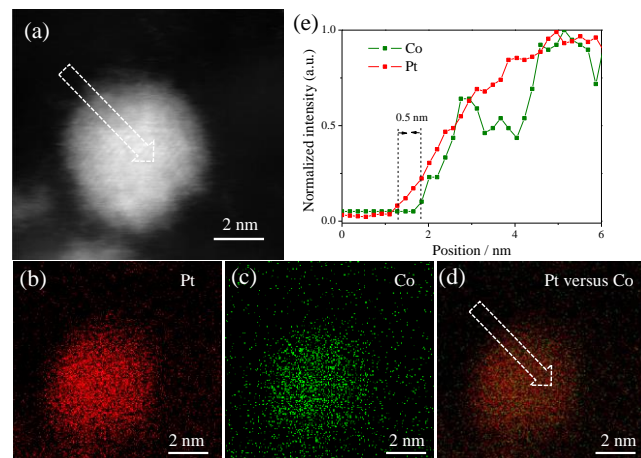 (a)
2 nm
(e)
Normalized intensity (a.u.)
1.0
0.5
0.0
Co
Pt
0.5 nm
0 2 4 6
Position / nm
(b) Pt
2 nm
(c) Co
2 nm
(d) Pt versus Co
2 nm